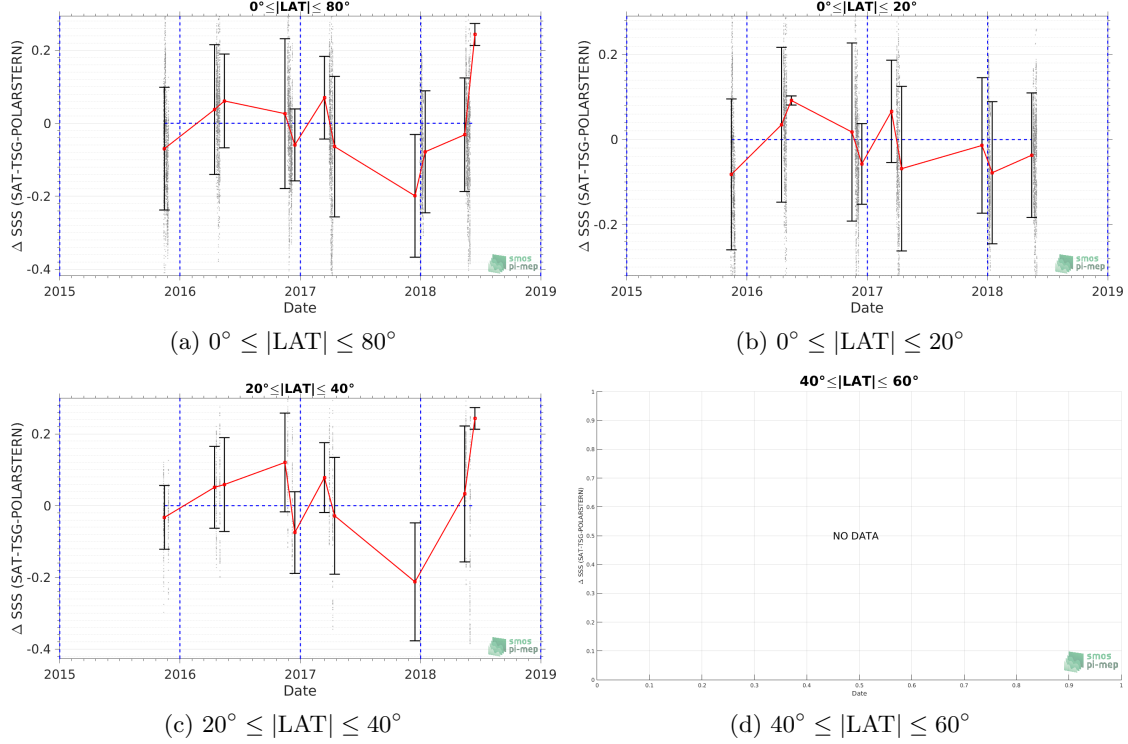 0°≤|LAT|≤ 80°
Δ SSS (SAT-TSG-POLARSTERN)
0.2
0
-0.2
-0.4
2015
2016
2017
2018
2019
Date
smos
pi-mep
(a) 0° ≤ |LAT| ≤ 80°
0°≤|LAT|≤ 20°
Δ SSS (SAT-TSG-POLARSTERN)
0.2
0
-0.2
2015
2016
2017
2018
2019
Date
smos
pi-mep
(b) 0° ≤ |LAT| ≤ 20°
20°≤|LAT|≤ 40°
Δ SSS (SAT-TSG-POLARSTERN)
0.2
0
-0.2
-0.4
2015
2016
2017
2018
2019
Date
smos
pi-mep
(c) 20° ≤ |LAT| ≤ 40°
40°≤|LAT|≤ 60°
Δ SSS (SAT-TSG-POLARSTERN)
1
0.9
0.8
0.7
0.6
0.5
0.4
0.3
0.2
0.1
0
NO DATA
0
0.1
0.2
0.3
0.4
0.5
0.6
0.7
0.8
0.9
1
Date
smos
pi-mep
(d) 40° ≤ |LAT| ≤ 60°